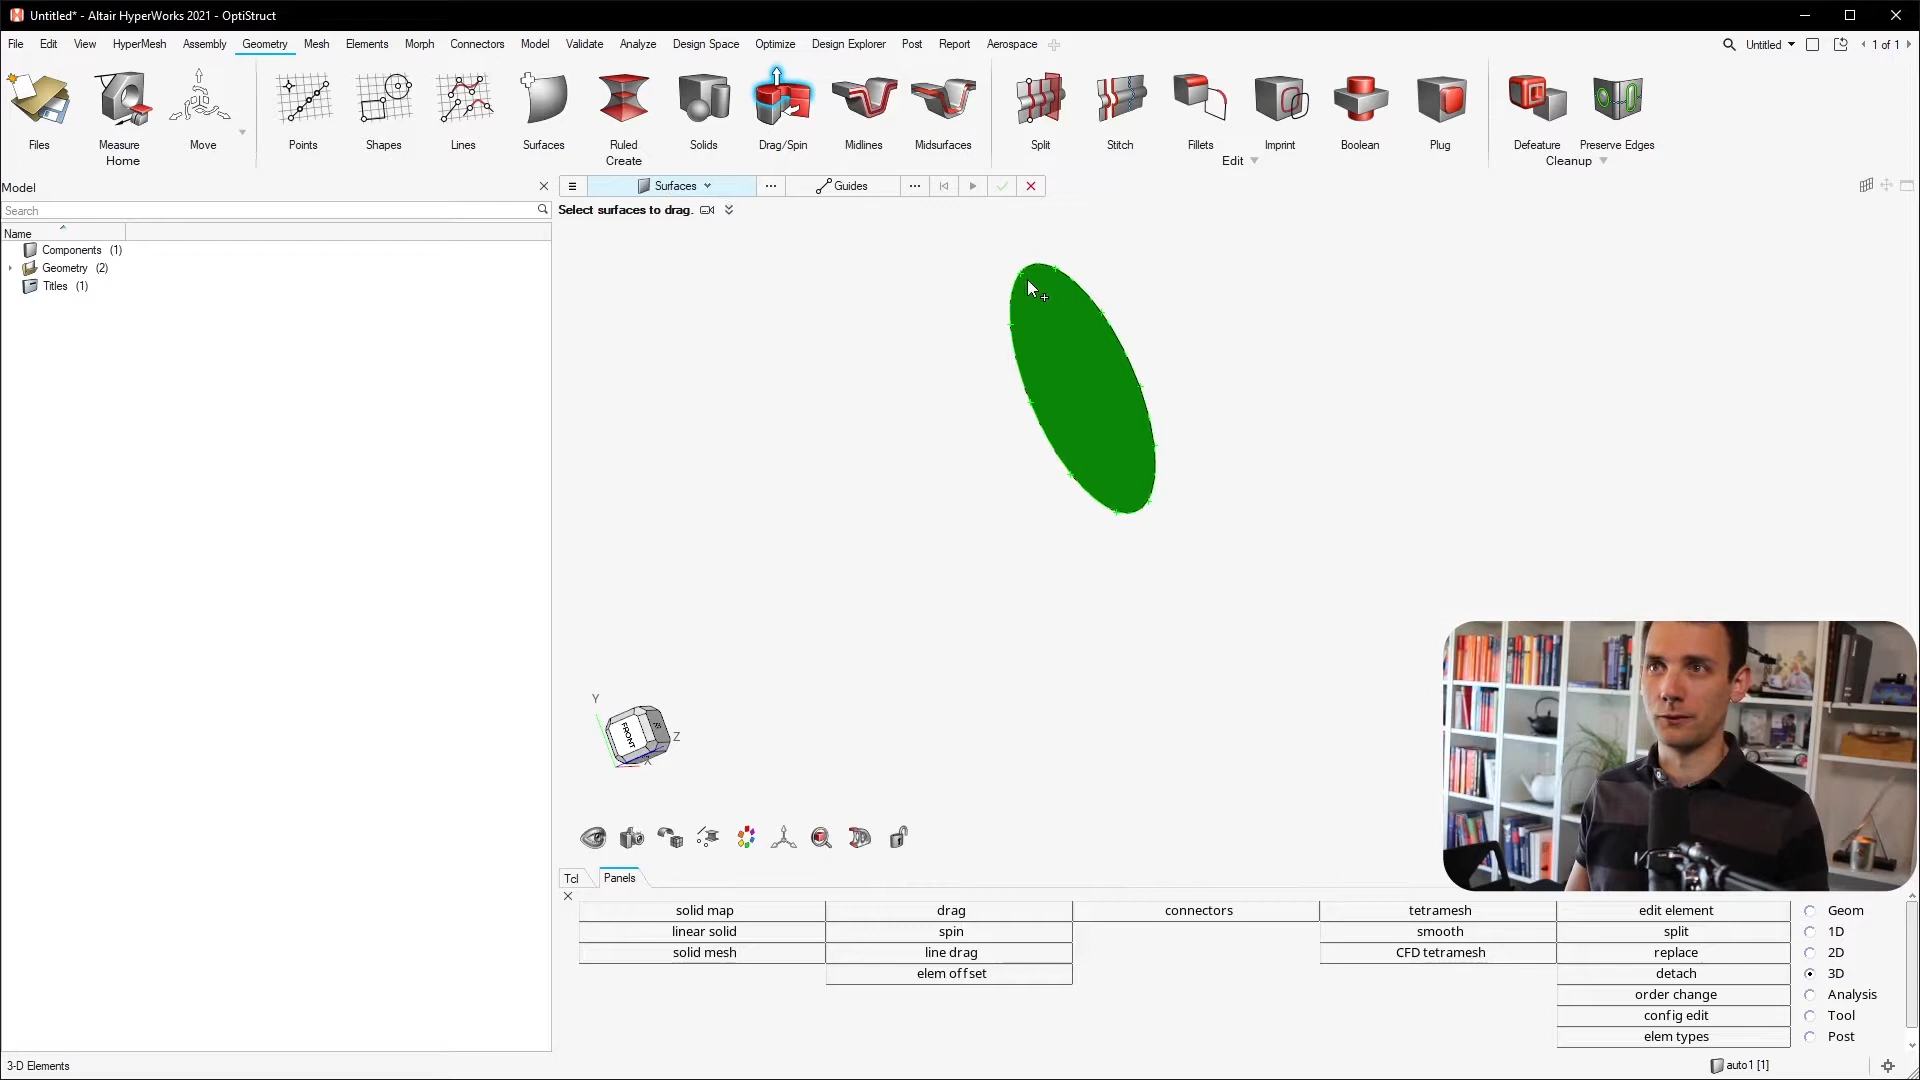 Untitled* - Altair HyperWorks 2021 - OptiStruct
File Edit View HyperMesh Assembly Geometry Mesh Elements Morph Connectors Model Validate Analyze Design Space Optimize Design Explorer Post Report Aerospace Untitled 1 of 1
Files Measure Move Points Shapes Lines Surfaces Ruled Solids Drag/Spin Midlines Midsurfaces Split Stitch Fillets Imprint Boolean Plug Defeature Preserve Edges
Home Create Edit Cleanup
Model Surfaces Guides
Search Select surfaces to drag.
Name
Components (1)
Geometry (2)
Titles (1)
Y
FRONT
Z
X
Tcl Panels
solid map drag connectors tetramesh edit element Geom
linear solid spin smooth split 1D
solid mesh line drag CFD tetramesh replace 2D
elem offset detach 3D
order change Analysis
config edit Tool
elem types Post
3-D Elements auto1 [1]